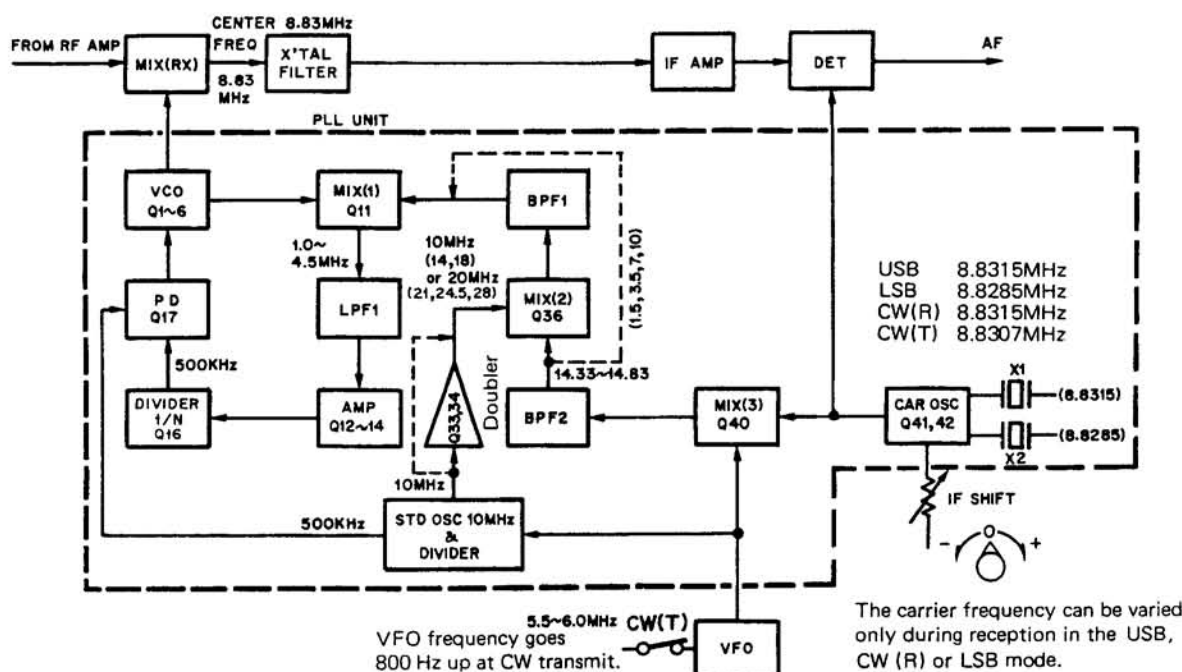 CENTER 8.83MHz
FROM RF AMP
FREQ
MIX(RX)
8.83
MHz
X'TAL
FILTER
IF AMP
DET
AF
PLL UNIT
VCO
Q1~6
MIX(1)
Q11
BPF1
1.0~
4.5MHz
10MHz
(14,18)
or 20MHz
(21,24.5,28)
(1.5,3.5,7,10)
PD
Q17
LPF1
MIX(2)
Q36
USB 8.8315MHz
LSB 8.8285MHz
CW(R) 8.8315MHz
CW(T) 8.8307MHz
500KHz
14.33~14.83
DIVIDER
1/N
Q16
AMP
Q12~14
Q33,34
Doubler
BPF2
MIX(3)
Q40
CAR OSC
Q41,42
X1
(8.8315)
(8.8285)
X2
10MHz
500KHz
STD OSC 10MHz
&
DIVIDER
IF SHIFT
- 0 +
5.5~6.0MHz
CW(T)
VFO
VFO frequency goes
800 Hz up at CW transmit.
The carrier frequency can be varied
only during reception in the USB,
CW (R) or LSB mode.